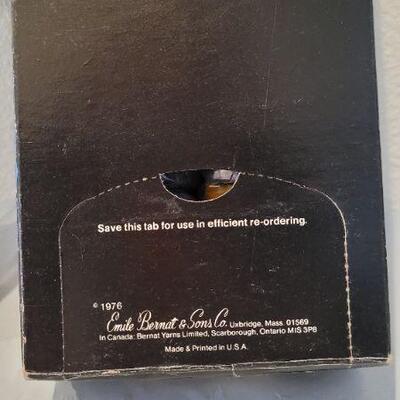 Save this tab for use in efficient re-ordering.
© 1976
Emile Bernat & Sons Co. Uxbridge, Mass. 01569
In Canada: Bernat Yarns Limited, Scarborough, Ontario MIS 3P8
Made & Printed in U.S.A.